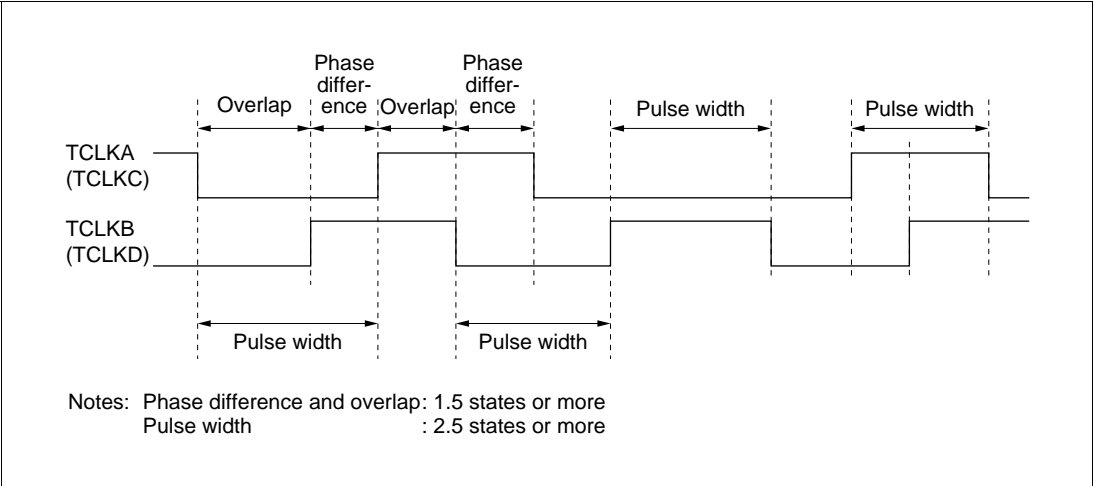 Phase
differ-
ence
Phase
differ-
ence
Overlap
Overlap
Pulse width
Pulse width
TCLKA
(TCLKC)
TCLKB
(TCLKD)
Pulse width
Pulse width
Notes: Phase difference and overlap: 1.5 states or more
Pulse width : 2.5 states or more